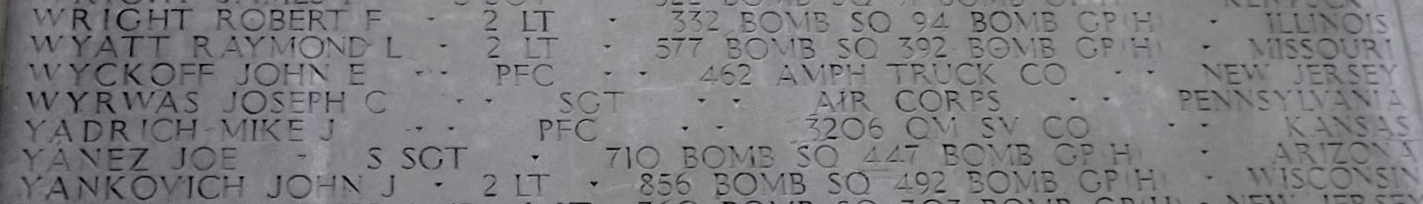 WRIGHT ROBERT F · 2 LT · 332 BOMB SQ 94 BOMB GP(H) · ILLINOIS
WYATT RAYMOND L · 2 LT · 577 BOMB SQ 392 BOMB GP(H) · MISSOURI
WYCKOFF JOHN E · · PFC · · 462 AMPH TRUCK CO · · NEW JERSEY
WYRWAS JOSEPH C · · SGT · · AIR CORPS · · PENNSYLVANIA
YADRICH MIKE J · · PFC · · 3206 QM SV CO · · KANSAS
YANEZ JOE · S SGT · 710 BOMB SQ 447 BOMB GP(H) · ARIZONA
YANKOVICH JOHN J · 2 LT · 856 BOMB SQ 492 BOMB GP(H) · WISCONSIN